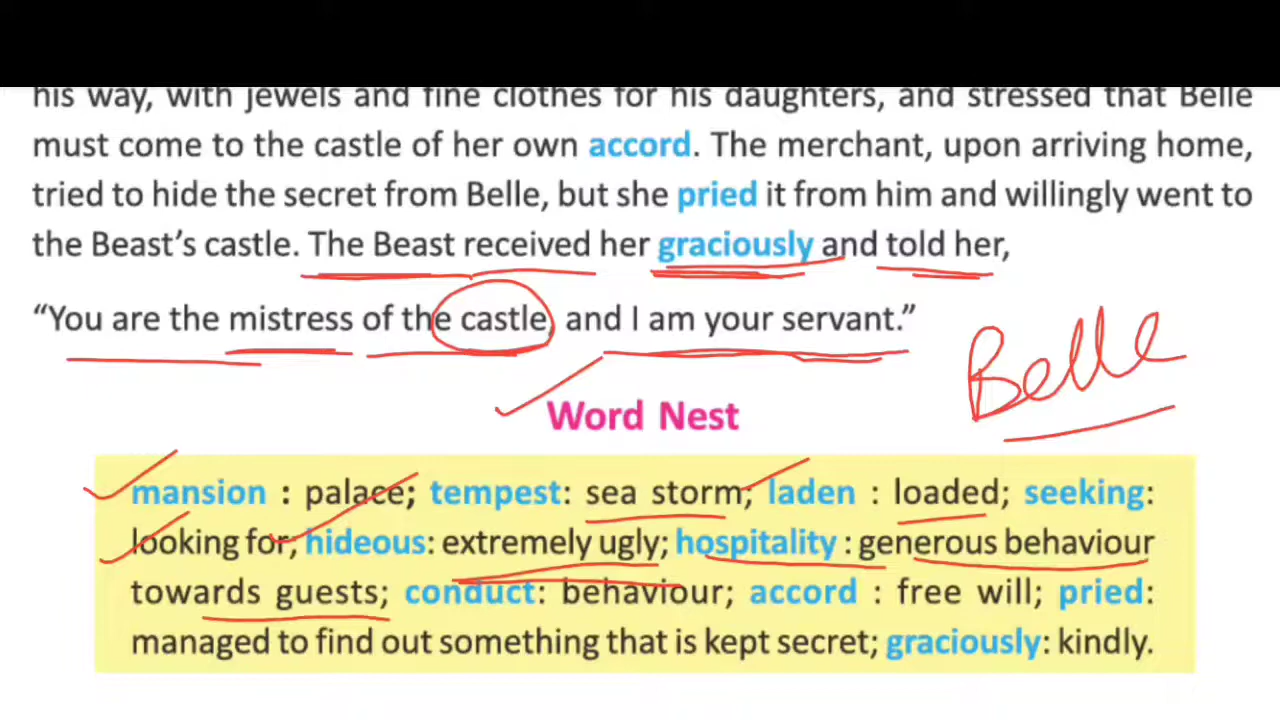 his way, with jewels and fine clothes for his daughters, and stressed that Belle
must come to the castle of her own accord. The merchant, upon arriving home,
tried to hide the secret from Belle, but she pried it from him and willingly went to
the Beast's castle. The Beast received her graciously and told her,
“You are the mistress of the castle, and I am your servant.”
Belle
Word Nest
mansion : palace; tempest: sea storm; laden : loaded; seeking:
looking for; hideous: extremely ugly; hospitality : generous behaviour
towards guests; conduct: behaviour; accord : free will; pried:
managed to find out something that is kept secret; graciously: kindly.